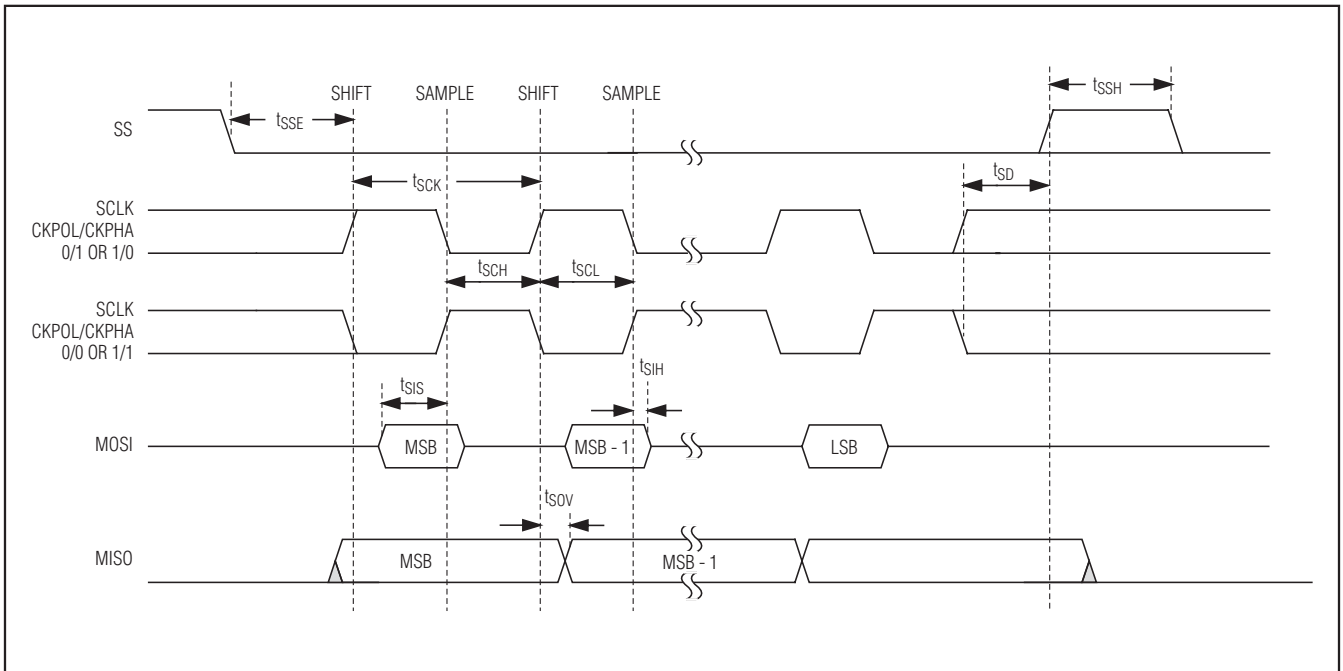 SHIFT SAMPLE SHIFT SAMPLE
tSSH
SS
tSSE
tSCK
tSD
SCLK
CKPOL/CKPHA
0/1 OR 1/0
tSCH tSCL
SCLK
CKPOL/CKPHA
0/0 OR 1/1
tSIH
tSIS
MOSI
MSB MSB - 1 LSB
tSOV
MISO
MSB MSB - 1